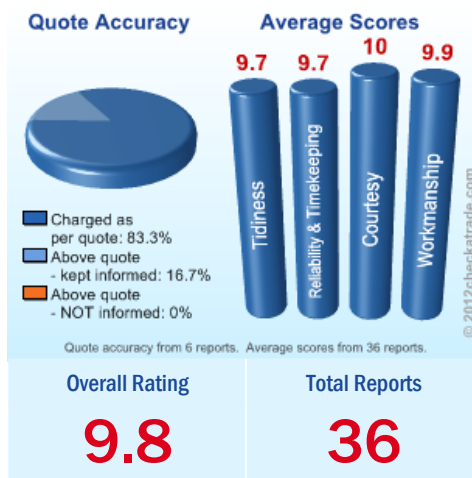 Quote Accuracy
Charged as
per quote: 83.3%
Above quote
- kept informed: 16.7%
Above quote
- NOT informed: 0%
Average Scores
9.7
9.7
10
9.9
Tidiness
Reliability & Timekeeping
Courtesy
Workmanship
© 2012checkatrade.com
Quote accuracy from 6 reports. Average scores from 36 reports.
Overall Rating
9.8
Total Reports
36